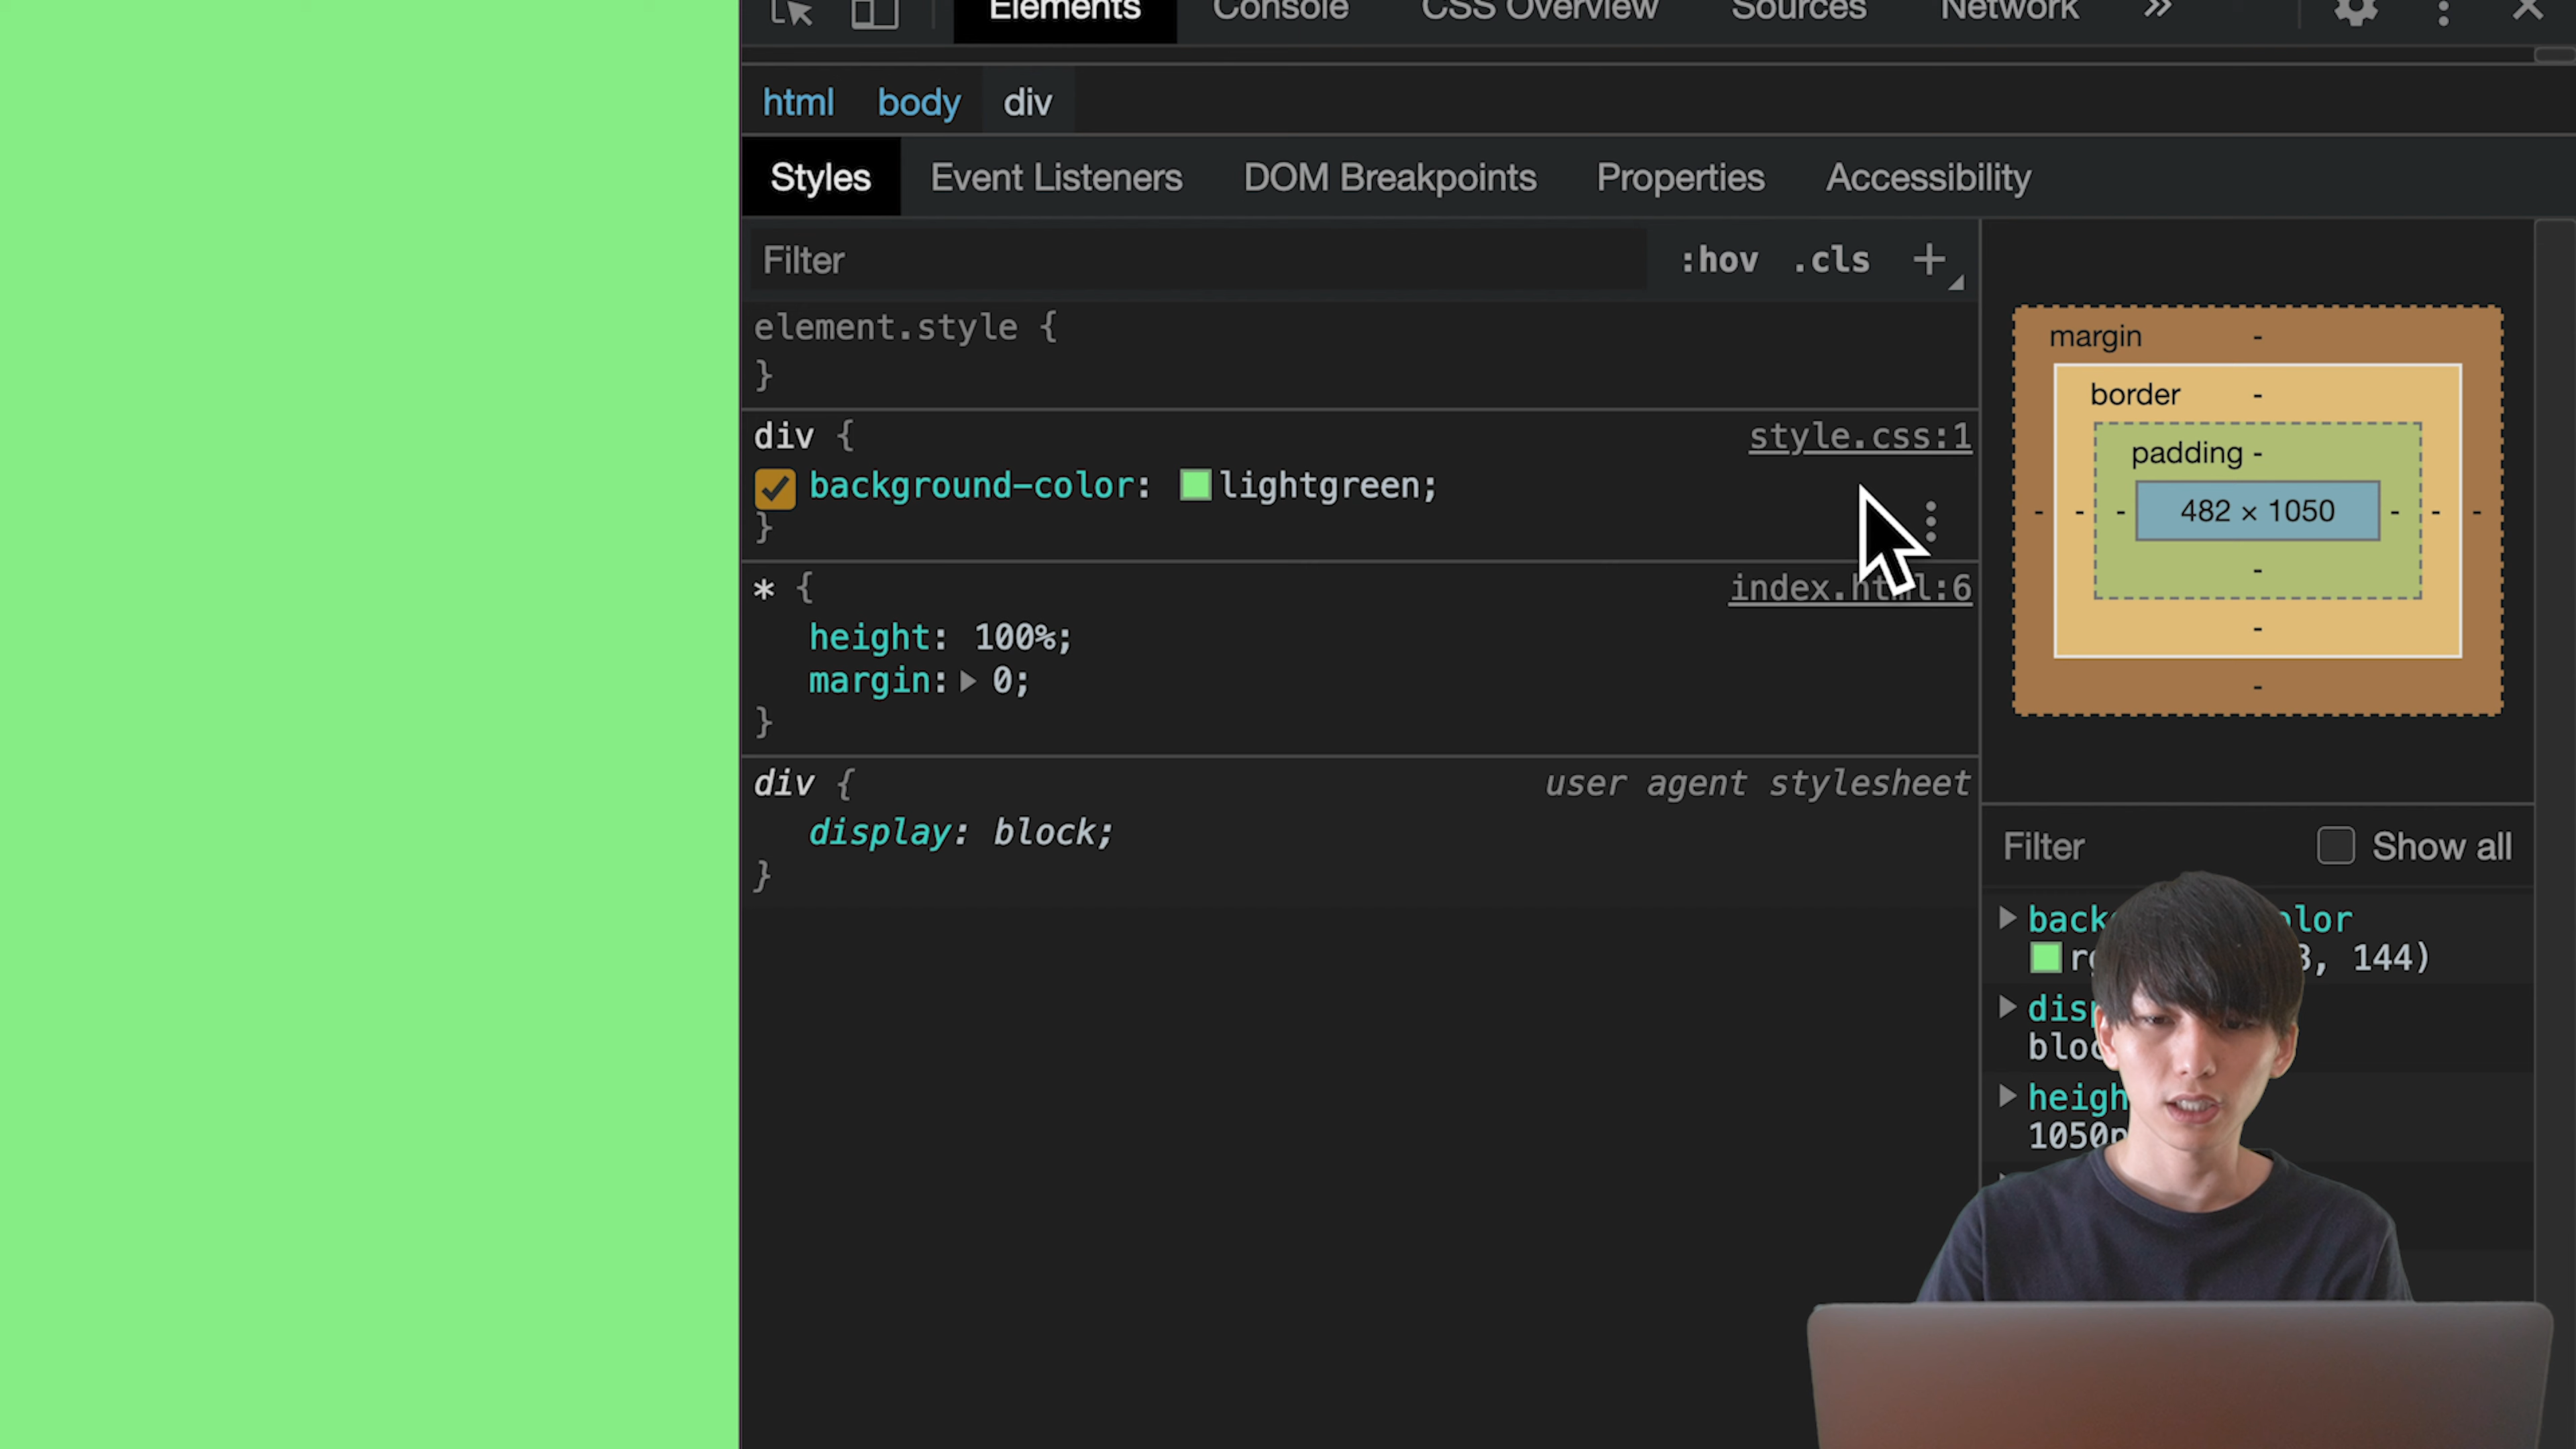 Elements Console CSS Overview Sources Network
html body div
Styles Event Listeners DOM Breakpoints Properties Accessibility
Filter :hov .cls +
element.style {
}
div { style.css:1
background-color: lightgreen;
}
* { index.html:6
height: 100%;
margin: 0;
}
div { user agent stylesheet
display: block;
}
margin -
border -
padding -
- - - 482 × 1050 - - -
-
-
-
Filter Show all
144)